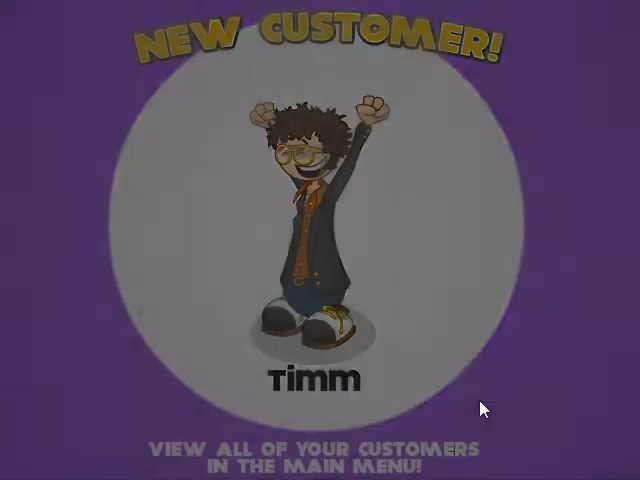 NEW CUSTOMER!
Timm
VIEW ALL OF YOUR CUSTOMERS
IN THE MAIN MENU!